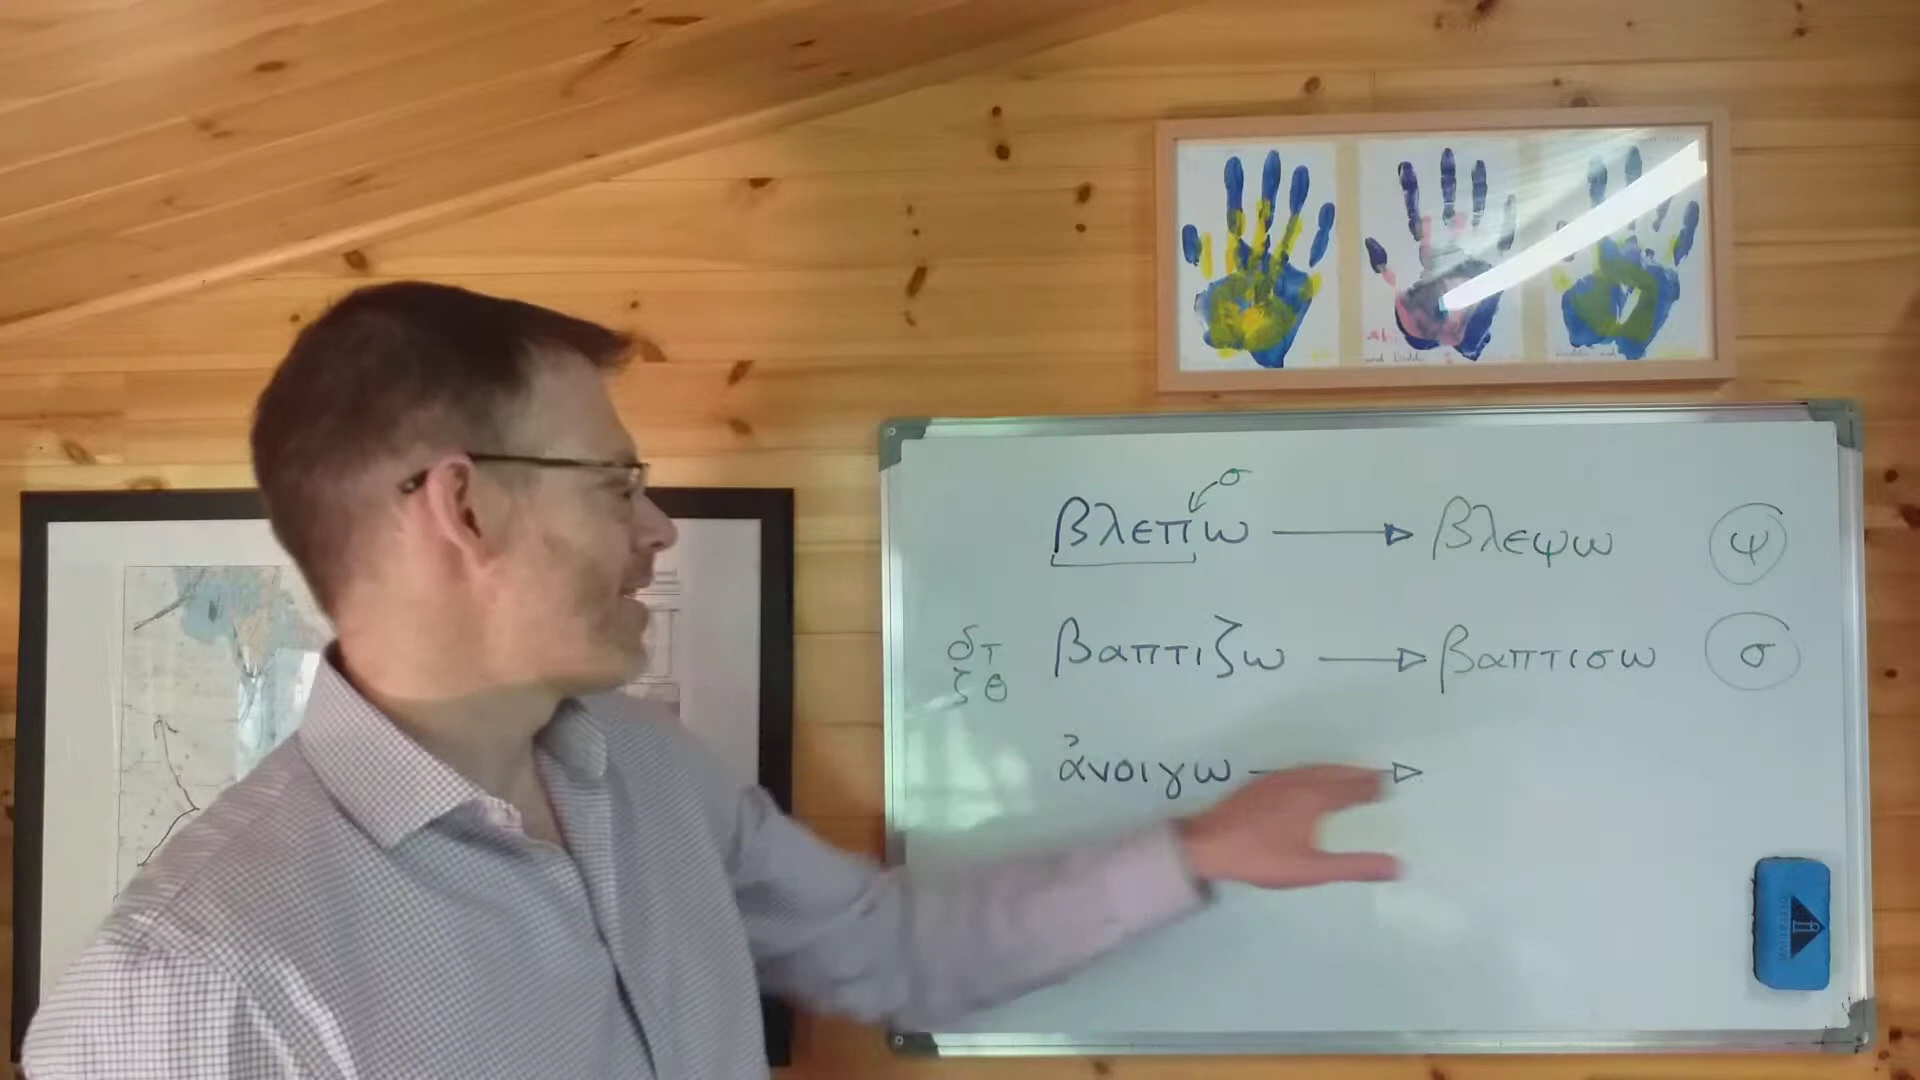 σ
βλεπω → βλεψω ψ
δτ βαπτιζω → βαπτισω σ
ζθ
ἀνοιγω →